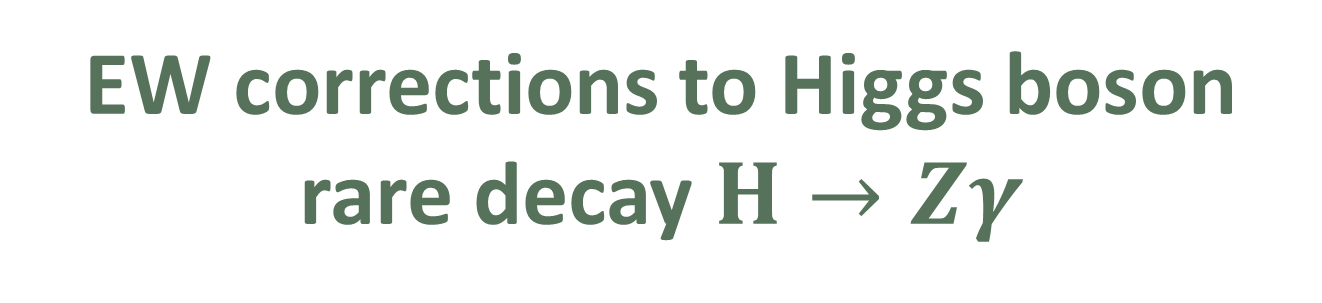 EW corrections to Higgs boson
rare decay H → Zγ